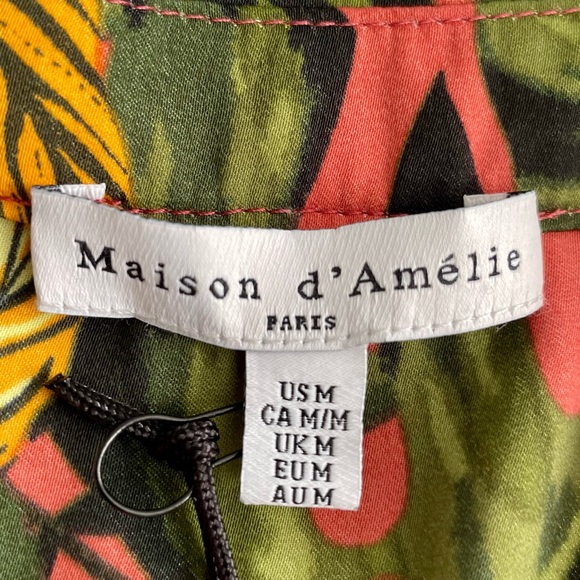 Maison d'Amélie
PARIS
US M
CA M/M
UK M
EU M
AU M